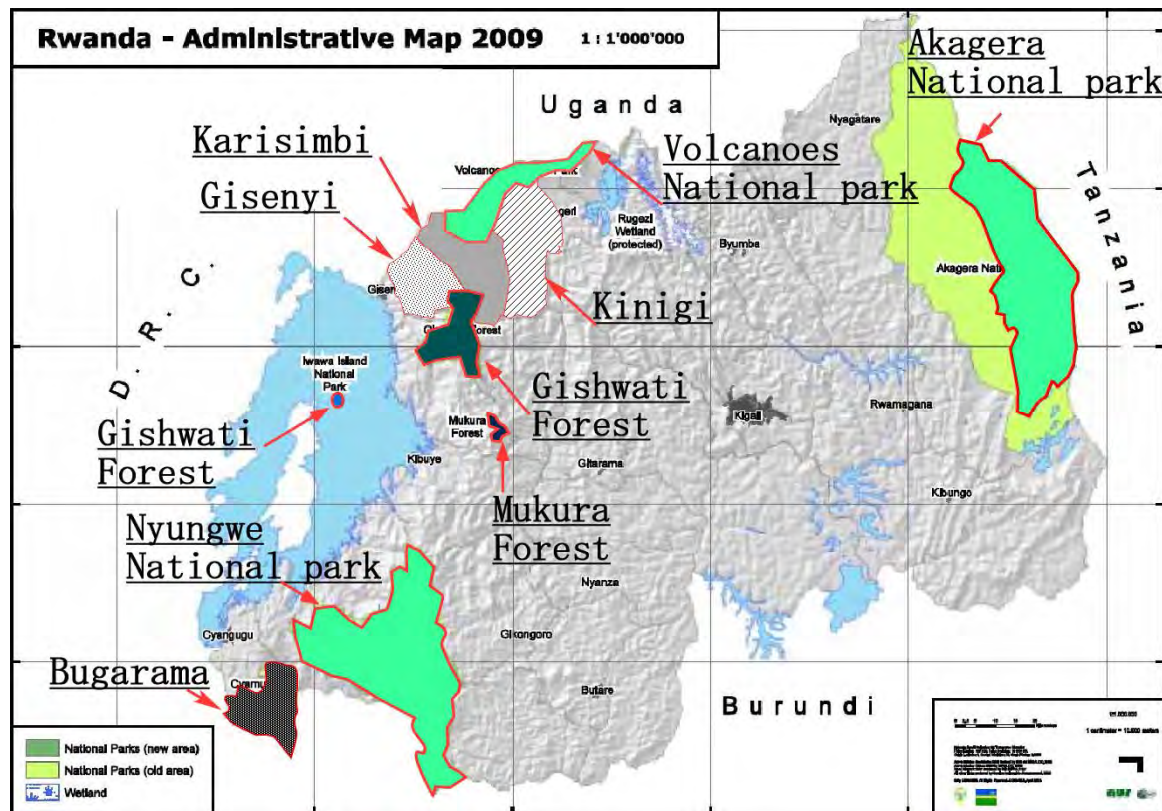 Rwanda - Administrative Map 2009
1 : 1'000'000
Akagera
National park
Uganda
Karisimbi
Gisenyi
Nyagatare
Volcanoes
National park
Tanzania
Rugezi
Wetland
(protected)
Byumba
Kinigi
D. R. C.
Iwawa Island
National
Park
Gishwati
Forest
Gishwati
Forest
Mukura
Forest
Mukura
Forest
Kigali
Rwamagana
Kibuye
Gitarama
Kibungo
Nyungwe
National park
Nyanza
Cyangugu
Gikongoro
Bugarama
Butare
Burundi
National Parks (new area)
National Parks (old area)
Wetland